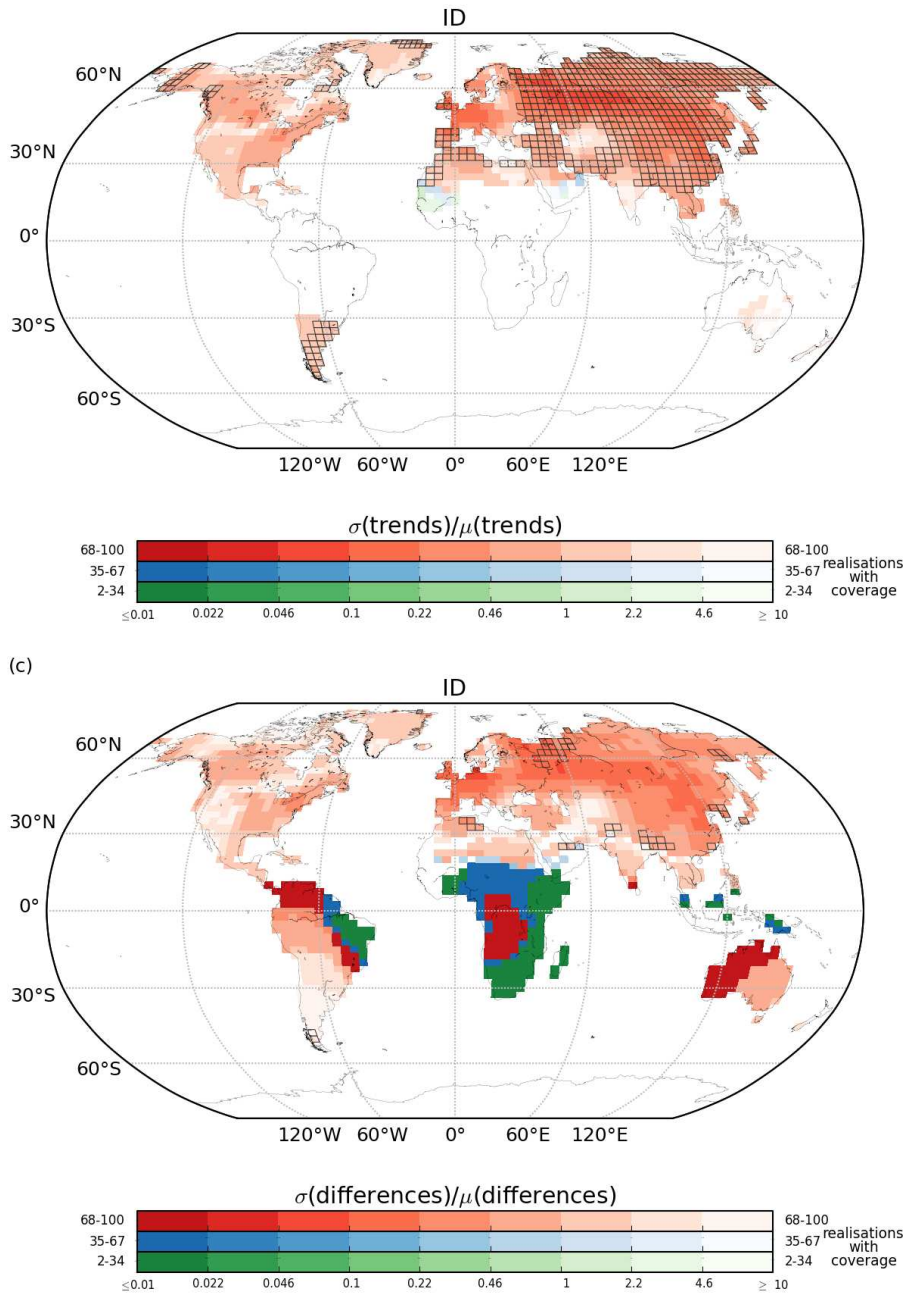 ID
60°N
30°N
0°
30°S
60°S
120°W 60°W 0° 60°E 120°E
σ(trends)/μ(trends)
68-100 68-100
35-67 35-67 realisations
with
2-34 2-34 coverage
≤0.01 0.022 0.046 0.1 0.22 0.46 1 2.2 4.6 ≥ 10
(c)
ID
60°N
30°N
0°
30°S
60°S
120°W 60°W 0° 60°E 120°E
σ(differences)/μ(differences)
68-100 68-100
35-67 35-67 realisations
with
2-34 2-34 coverage
≤0.01 0.022 0.046 0.1 0.22 0.46 1 2.2 4.6 ≥ 10